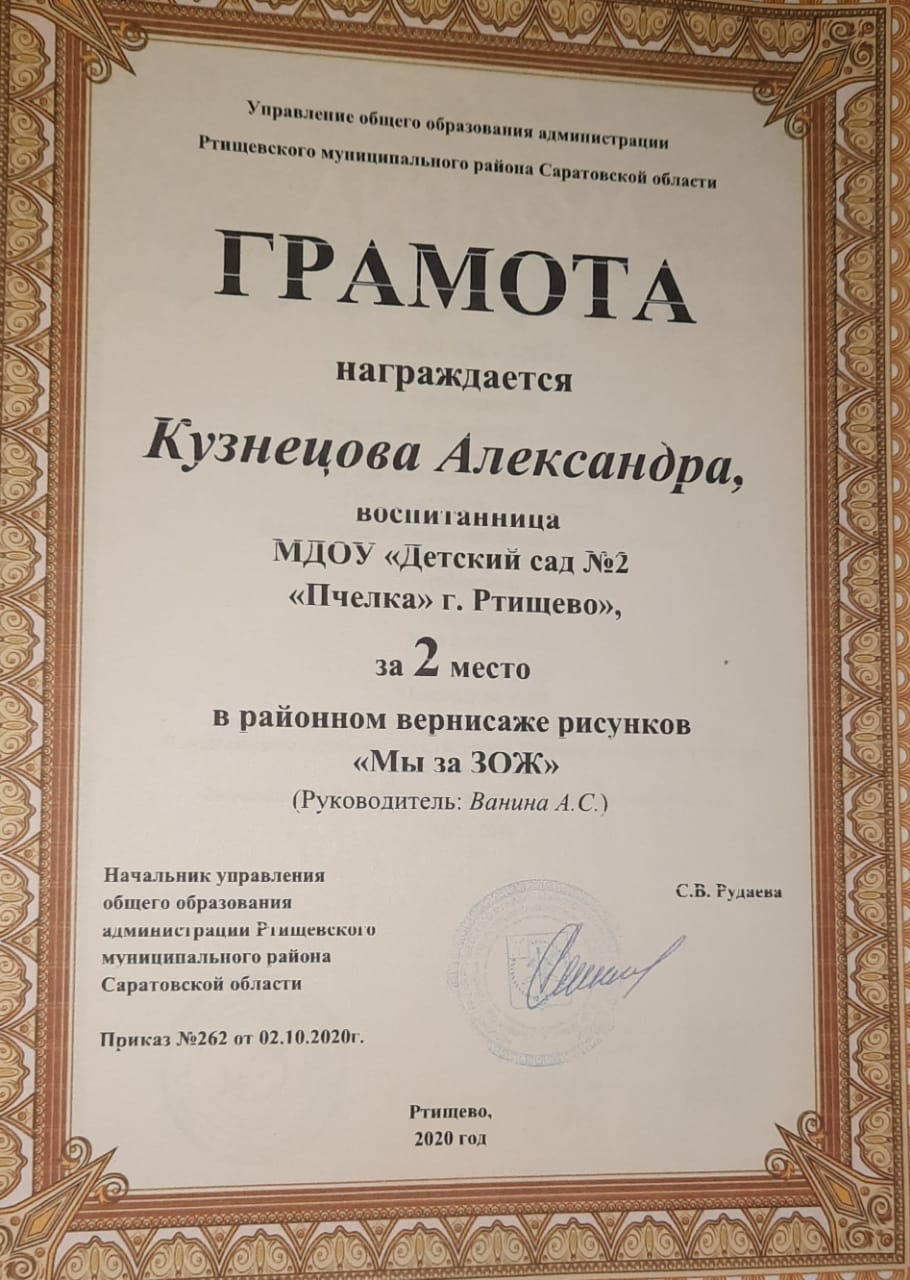 Управление общего образования администрации
Ртищевского муниципального района Саратовской области
ГРАМОТА
награждается
Кузнецова Александра,
воспитанница
МДОУ «Детский сад №2
«Пчелка» г. Ртищево»,
за 2 место
в районном вернисаже рисунков
«Мы за ЗОЖ»
(Руководитель: Ванина А.С.)
Начальник управления
общего образования
администрации Ртищевского
муниципального района
Саратовской области
С.В. Рудаева
Приказ №262 от 02.10.2020г.
Ртищево,
2020 год